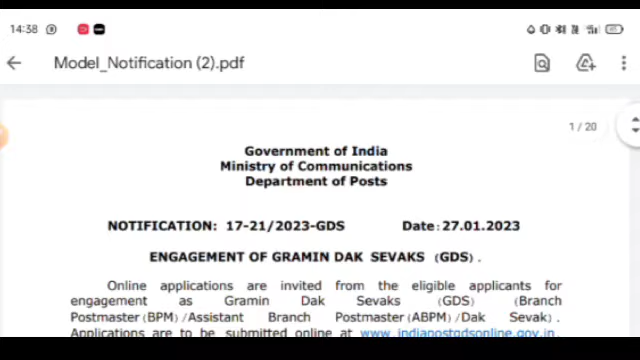 14:38
Model_Notification (2).pdf
1 / 20
Government of India
Ministry of Communications
Department of Posts
NOTIFICATION: 17-21/2023-GDS Date: 27.01.2023
ENGAGEMENT OF GRAMIN DAK SEVAKS (GDS) .
Online applications are invited from the eligible applicants for
engagement as Gramin Dak Sevaks (GDS) (Branch
Postmaster(BPM)/Assistant Branch Postmaster(ABPM)/Dak Sevak).
Applications are to be submitted online at www.indiapostgdsonline.gov.in.